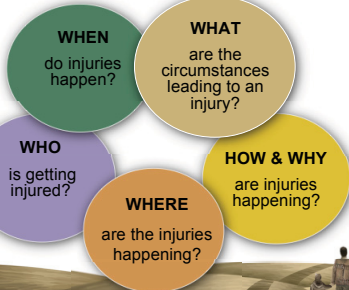 WHEN
do injuries
happen?
WHAT
are the
circumstances
leading to an
injury?
WHO
is getting
injured?
HOW & WHY
are injuries
happening?
WHERE
are the injuries
happening?